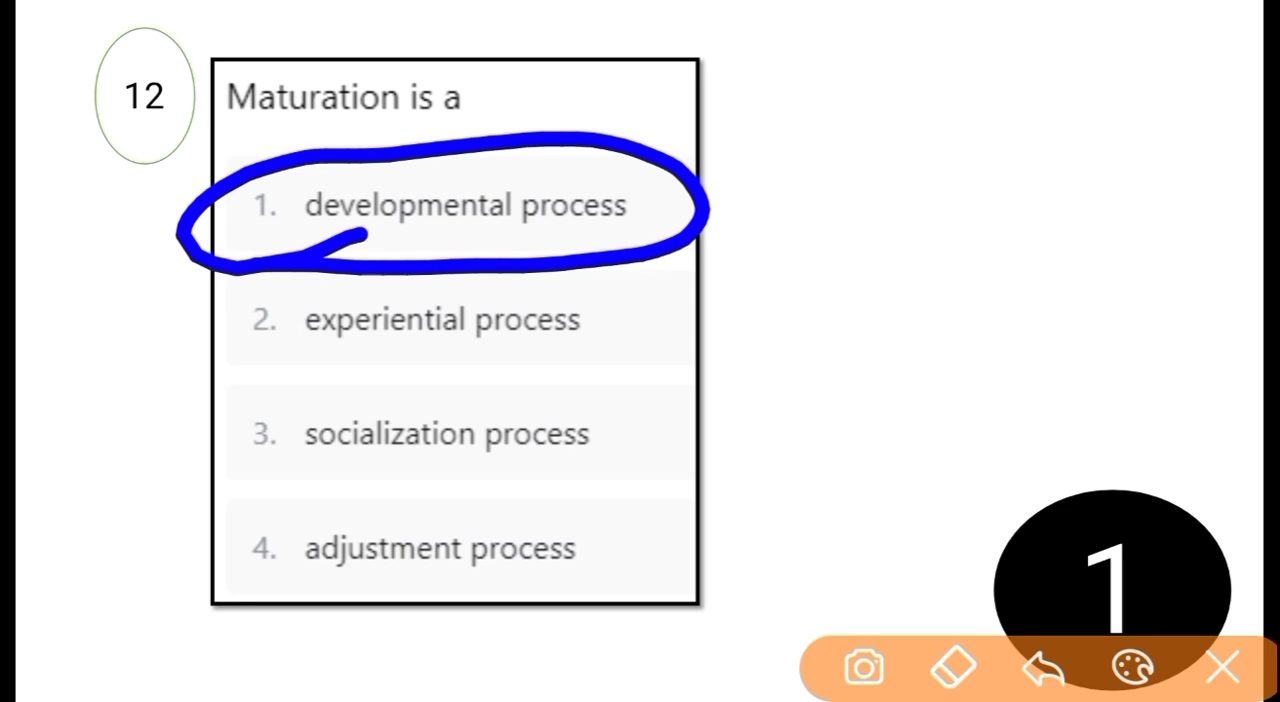 12
Maturation is a
1. developmental process
2. experiential process
3. socialization process
4. adjustment process
1